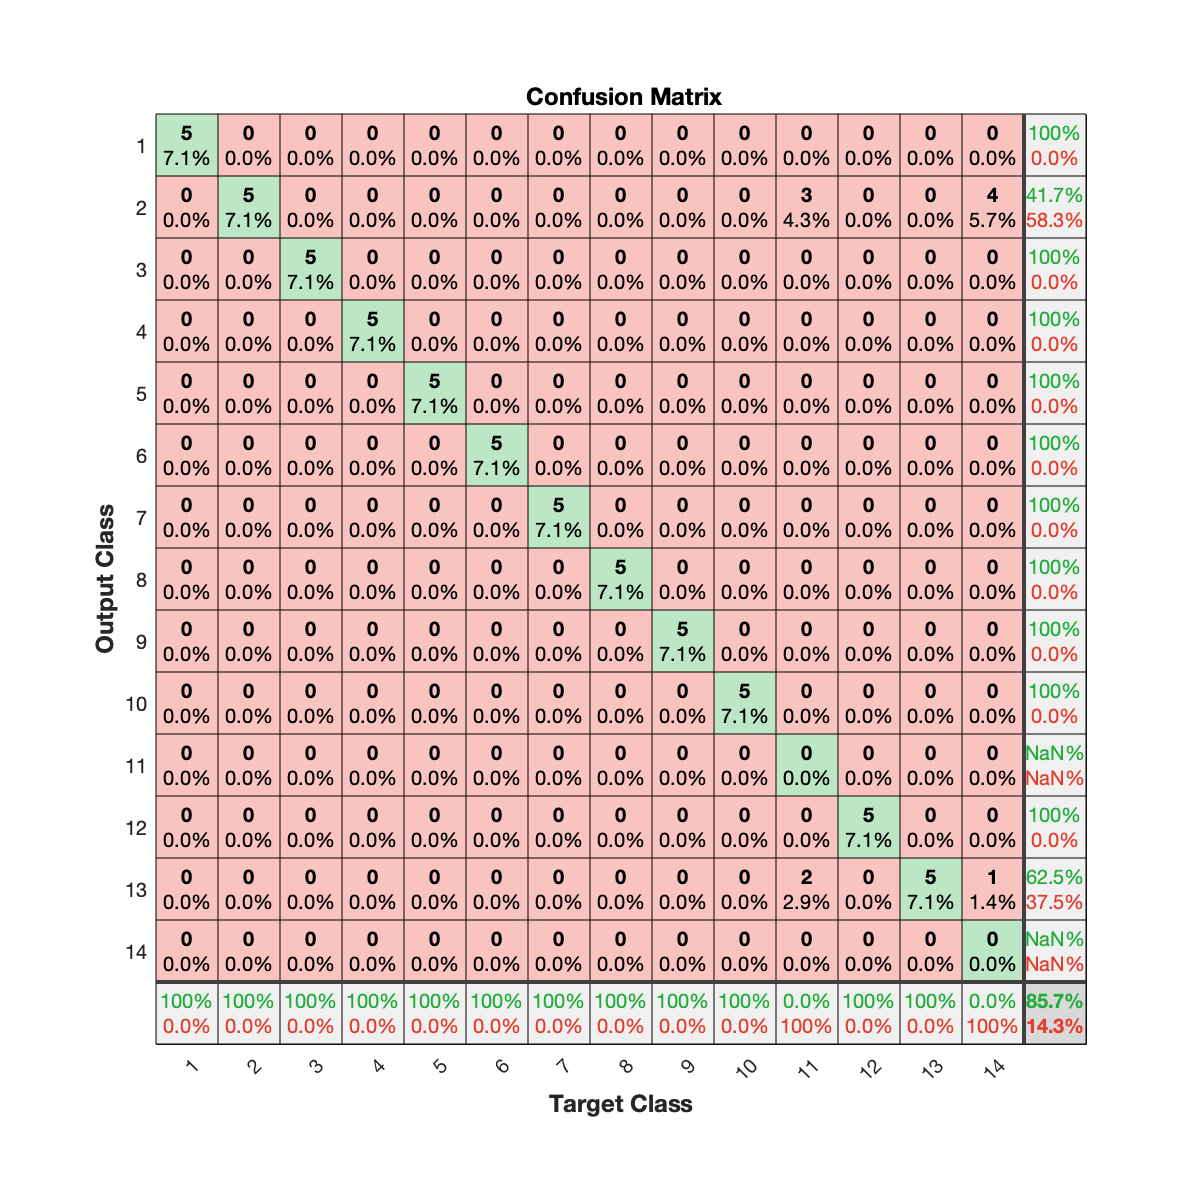 Confusion Matrix
1 5 0 0 0 0 0 0 0 0 0 0 0 0 0 100%
7.1% 0.0% 0.0% 0.0% 0.0% 0.0% 0.0% 0.0% 0.0% 0.0% 0.0% 0.0% 0.0% 0.0% 0.0%
2 0 5 0 0 0 0 0 0 0 0 3 0 0 4 41.7%
0.0% 7.1% 0.0% 0.0% 0.0% 0.0% 0.0% 0.0% 0.0% 0.0% 4.3% 0.0% 0.0% 5.7% 58.3%
3 0 0 5 0 0 0 0 0 0 0 0 0 0 0 100%
0.0% 0.0% 7.1% 0.0% 0.0% 0.0% 0.0% 0.0% 0.0% 0.0% 0.0% 0.0% 0.0% 0.0% 0.0%
4 0 0 0 5 0 0 0 0 0 0 0 0 0 0 100%
0.0% 0.0% 0.0% 7.1% 0.0% 0.0% 0.0% 0.0% 0.0% 0.0% 0.0% 0.0% 0.0% 0.0% 0.0%
5 0 0 0 0 5 0 0 0 0 0 0 0 0 0 100%
0.0% 0.0% 0.0% 0.0% 7.1% 0.0% 0.0% 0.0% 0.0% 0.0% 0.0% 0.0% 0.0% 0.0% 0.0%
6 0 0 0 0 0 5 0 0 0 0 0 0 0 0 100%
0.0% 0.0% 0.0% 0.0% 0.0% 7.1% 0.0% 0.0% 0.0% 0.0% 0.0% 0.0% 0.0% 0.0% 0.0%
7 0 0 0 0 0 0 5 0 0 0 0 0 0 0 100%
0.0% 0.0% 0.0% 0.0% 0.0% 0.0% 7.1% 0.0% 0.0% 0.0% 0.0% 0.0% 0.0% 0.0% 0.0%
8 0 0 0 0 0 0 0 5 0 0 0 0 0 0 100%
0.0% 0.0% 0.0% 0.0% 0.0% 0.0% 0.0% 7.1% 0.0% 0.0% 0.0% 0.0% 0.0% 0.0% 0.0%
9 0 0 0 0 0 0 0 0 5 0 0 0 0 0 100%
0.0% 0.0% 0.0% 0.0% 0.0% 0.0% 0.0% 0.0% 7.1% 0.0% 0.0% 0.0% 0.0% 0.0% 0.0%
10 0 0 0 0 0 0 0 0 0 5 0 0 0 0 100%
0.0% 0.0% 0.0% 0.0% 0.0% 0.0% 0.0% 0.0% 0.0% 7.1% 0.0% 0.0% 0.0% 0.0% 0.0%
11 0 0 0 0 0 0 0 0 0 0 0 0 0 0 NaN%
0.0% 0.0% 0.0% 0.0% 0.0% 0.0% 0.0% 0.0% 0.0% 0.0% 0.0% 0.0% 0.0% 0.0% NaN%
12 0 0 0 0 0 0 0 0 0 0 0 5 0 0 100%
0.0% 0.0% 0.0% 0.0% 0.0% 0.0% 0.0% 0.0% 0.0% 0.0% 0.0% 7.1% 0.0% 0.0% 0.0%
13 0 0 0 0 0 0 0 0 0 0 2 0 5 1 62.5%
0.0% 0.0% 0.0% 0.0% 0.0% 0.0% 0.0% 0.0% 0.0% 0.0% 2.9% 0.0% 7.1% 1.4% 37.5%
14 0 0 0 0 0 0 0 0 0 0 0 0 0 0 NaN%
0.0% 0.0% 0.0% 0.0% 0.0% 0.0% 0.0% 0.0% 0.0% 0.0% 0.0% 0.0% 0.0% 0.0% NaN%
100% 100% 100% 100% 100% 100% 100% 100% 100% 100% 0.0% 100% 100% 0.0% 85.7%
0.0% 0.0% 0.0% 0.0% 0.0% 0.0% 0.0% 0.0% 0.0% 0.0% 100% 0.0% 0.0% 100% 14.3%
1 2 3 4 5 6 7 8 9 10 11 12 13 14
Target Class
Output Class